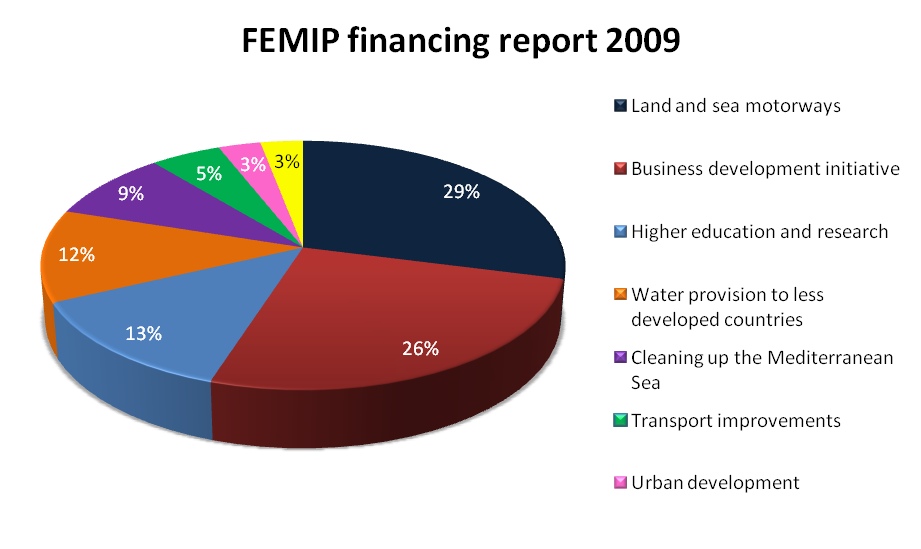 FEMIP financing report 2009
Land and sea motorways
Business development initiative
Higher education and research
Water provision to less
developed countries
Cleaning up the Mediterranean
Sea
Transport improvements
Urban development
29%
26%
13%
12%
9%
5%
3%
3%